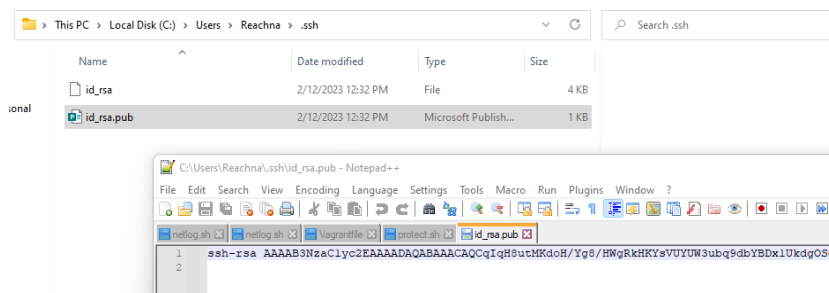 This PC > Local Disk (C:) > Users > Reachna > .ssh
Search .ssh
Name Date modified Type Size
id_rsa 2/12/2023 12:32 PM File 4 KB
sonal
id_rsa.pub 2/12/2023 12:32 PM Microsoft Publish... 1 KB
C:\Users\Reachna\.ssh\id_rsa.pub - Notepad++
File Edit Search View Encoding Language Settings Tools Macro Run Plugins Window ?
netlog.sh netlog.sh Vagrantfile protect.sh id_rsa.pub
1 ssh-rsa
2